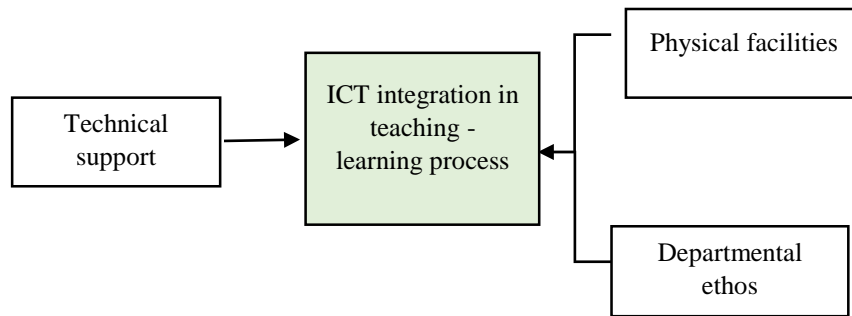 Physical facilities
ICT integration in
teaching -
learning process
Technical
support
Departmental
ethos